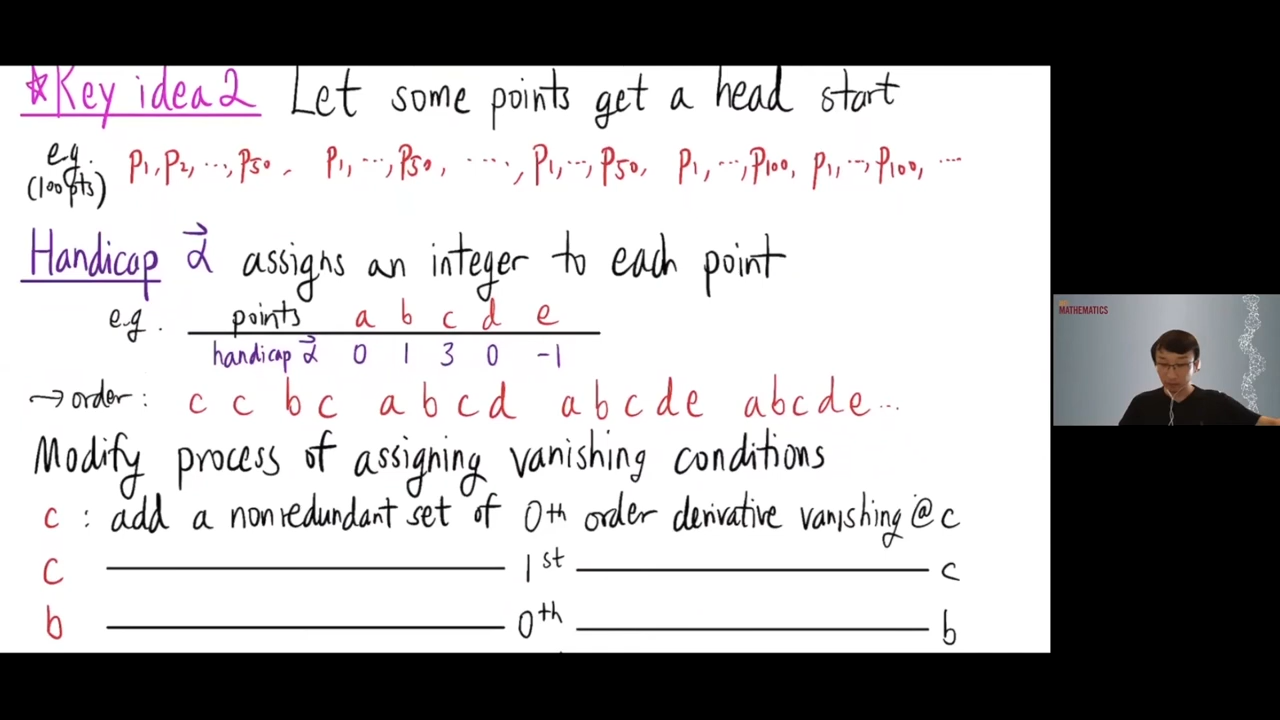 *Key idea 2 Let some points get a head start
e.g. (100 pts) p₁, p₂, ..., p₅₀, p₁, ..., p₅₀, ...., p₁, ..., p₅₀, p₁, ..., p₁₀₀, p₁, ..., p₁₀₀, ...
Handicap α⃗ assigns an integer to each point
e.g. points a b c d e
handicap α⃗ 0 1 3 0 -1
→ order: c c b c a b c d a b c d e a b c d e ...
Modify process of assigning vanishing conditions
c : add a nonredundant set of 0th order derivative vanishing @ c
c 1st c
b 0th b
MATHEMATICS